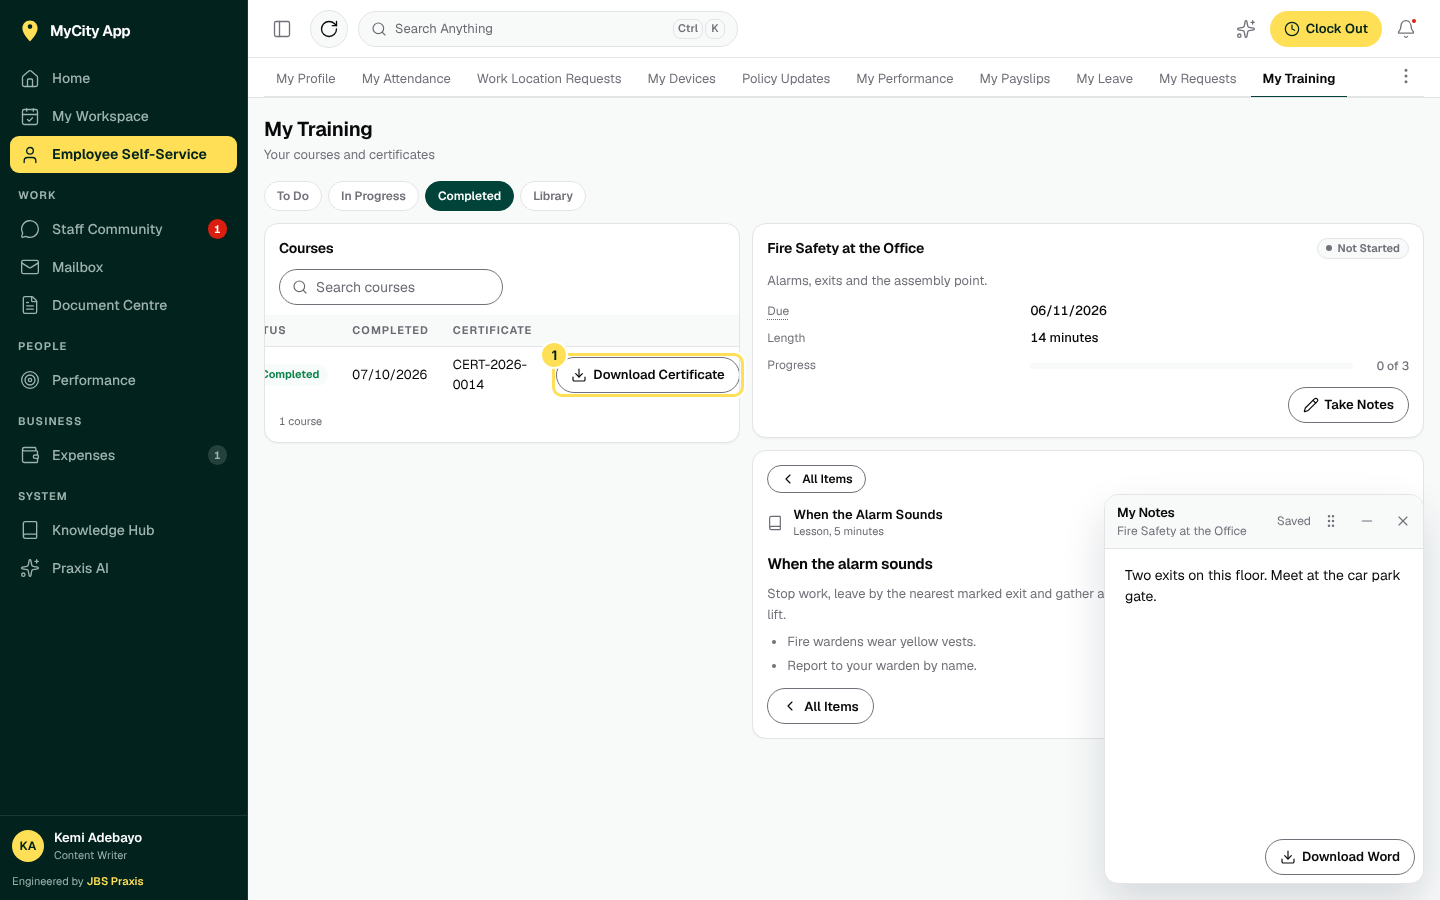 MyCity App
Home
My Workspace
Employee Self-Service
WORK
Staff Community 1
Mailbox
Document Centre
PEOPLE
Performance
BUSINESS
Expenses 1
SYSTEM
Knowledge Hub
Praxis AI
KA
Kemi Adebayo
Content Writer
Engineered by JBS Praxis
Search Anything Ctrl K
Clock Out
My Profile My Attendance Work Location Requests My Devices Policy Updates My Performance My Payslips My Leave My Requests My Training
My Training
Your courses and certificates
To Do In Progress Completed Library
Courses
Search courses
TUS COMPLETED CERTIFICATE
Completed 07/10/2026 CERT-2026-
0014
1
Download Certificate
1 course
Fire Safety at the Office Not Started
Alarms, exits and the assembly point.
Due 06/11/2026
Length 14 minutes
Progress 0 of 3
Take Notes
All Items
When the Alarm Sounds
Lesson, 5 minutes
When the alarm sounds
Stop work, leave by the nearest marked exit and gather a
lift.
• Fire wardens wear yellow vests.
• Report to your warden by name.
All Items
My Notes
Fire Safety at the Office
Saved
Two exits on this floor. Meet at the car park
gate.
Download Word